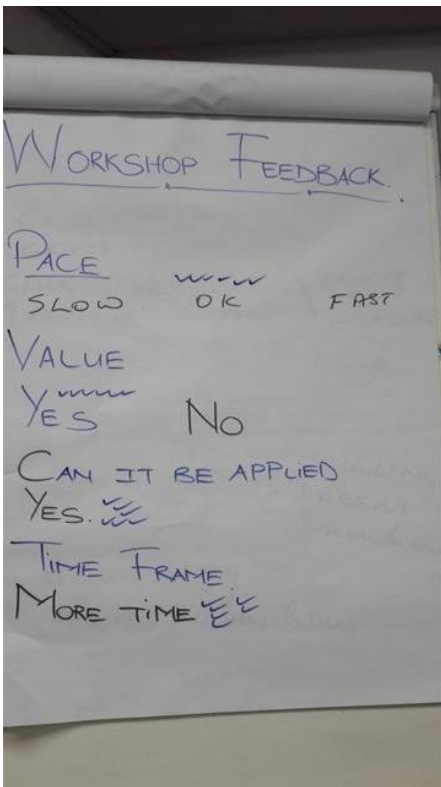 WORKSHOP FEEDBACK.
PACE
SLOW OK FAST
VALUE
YES NO
CAN IT BE APPLIED
YES.
TIME FRAME
MORE TIME